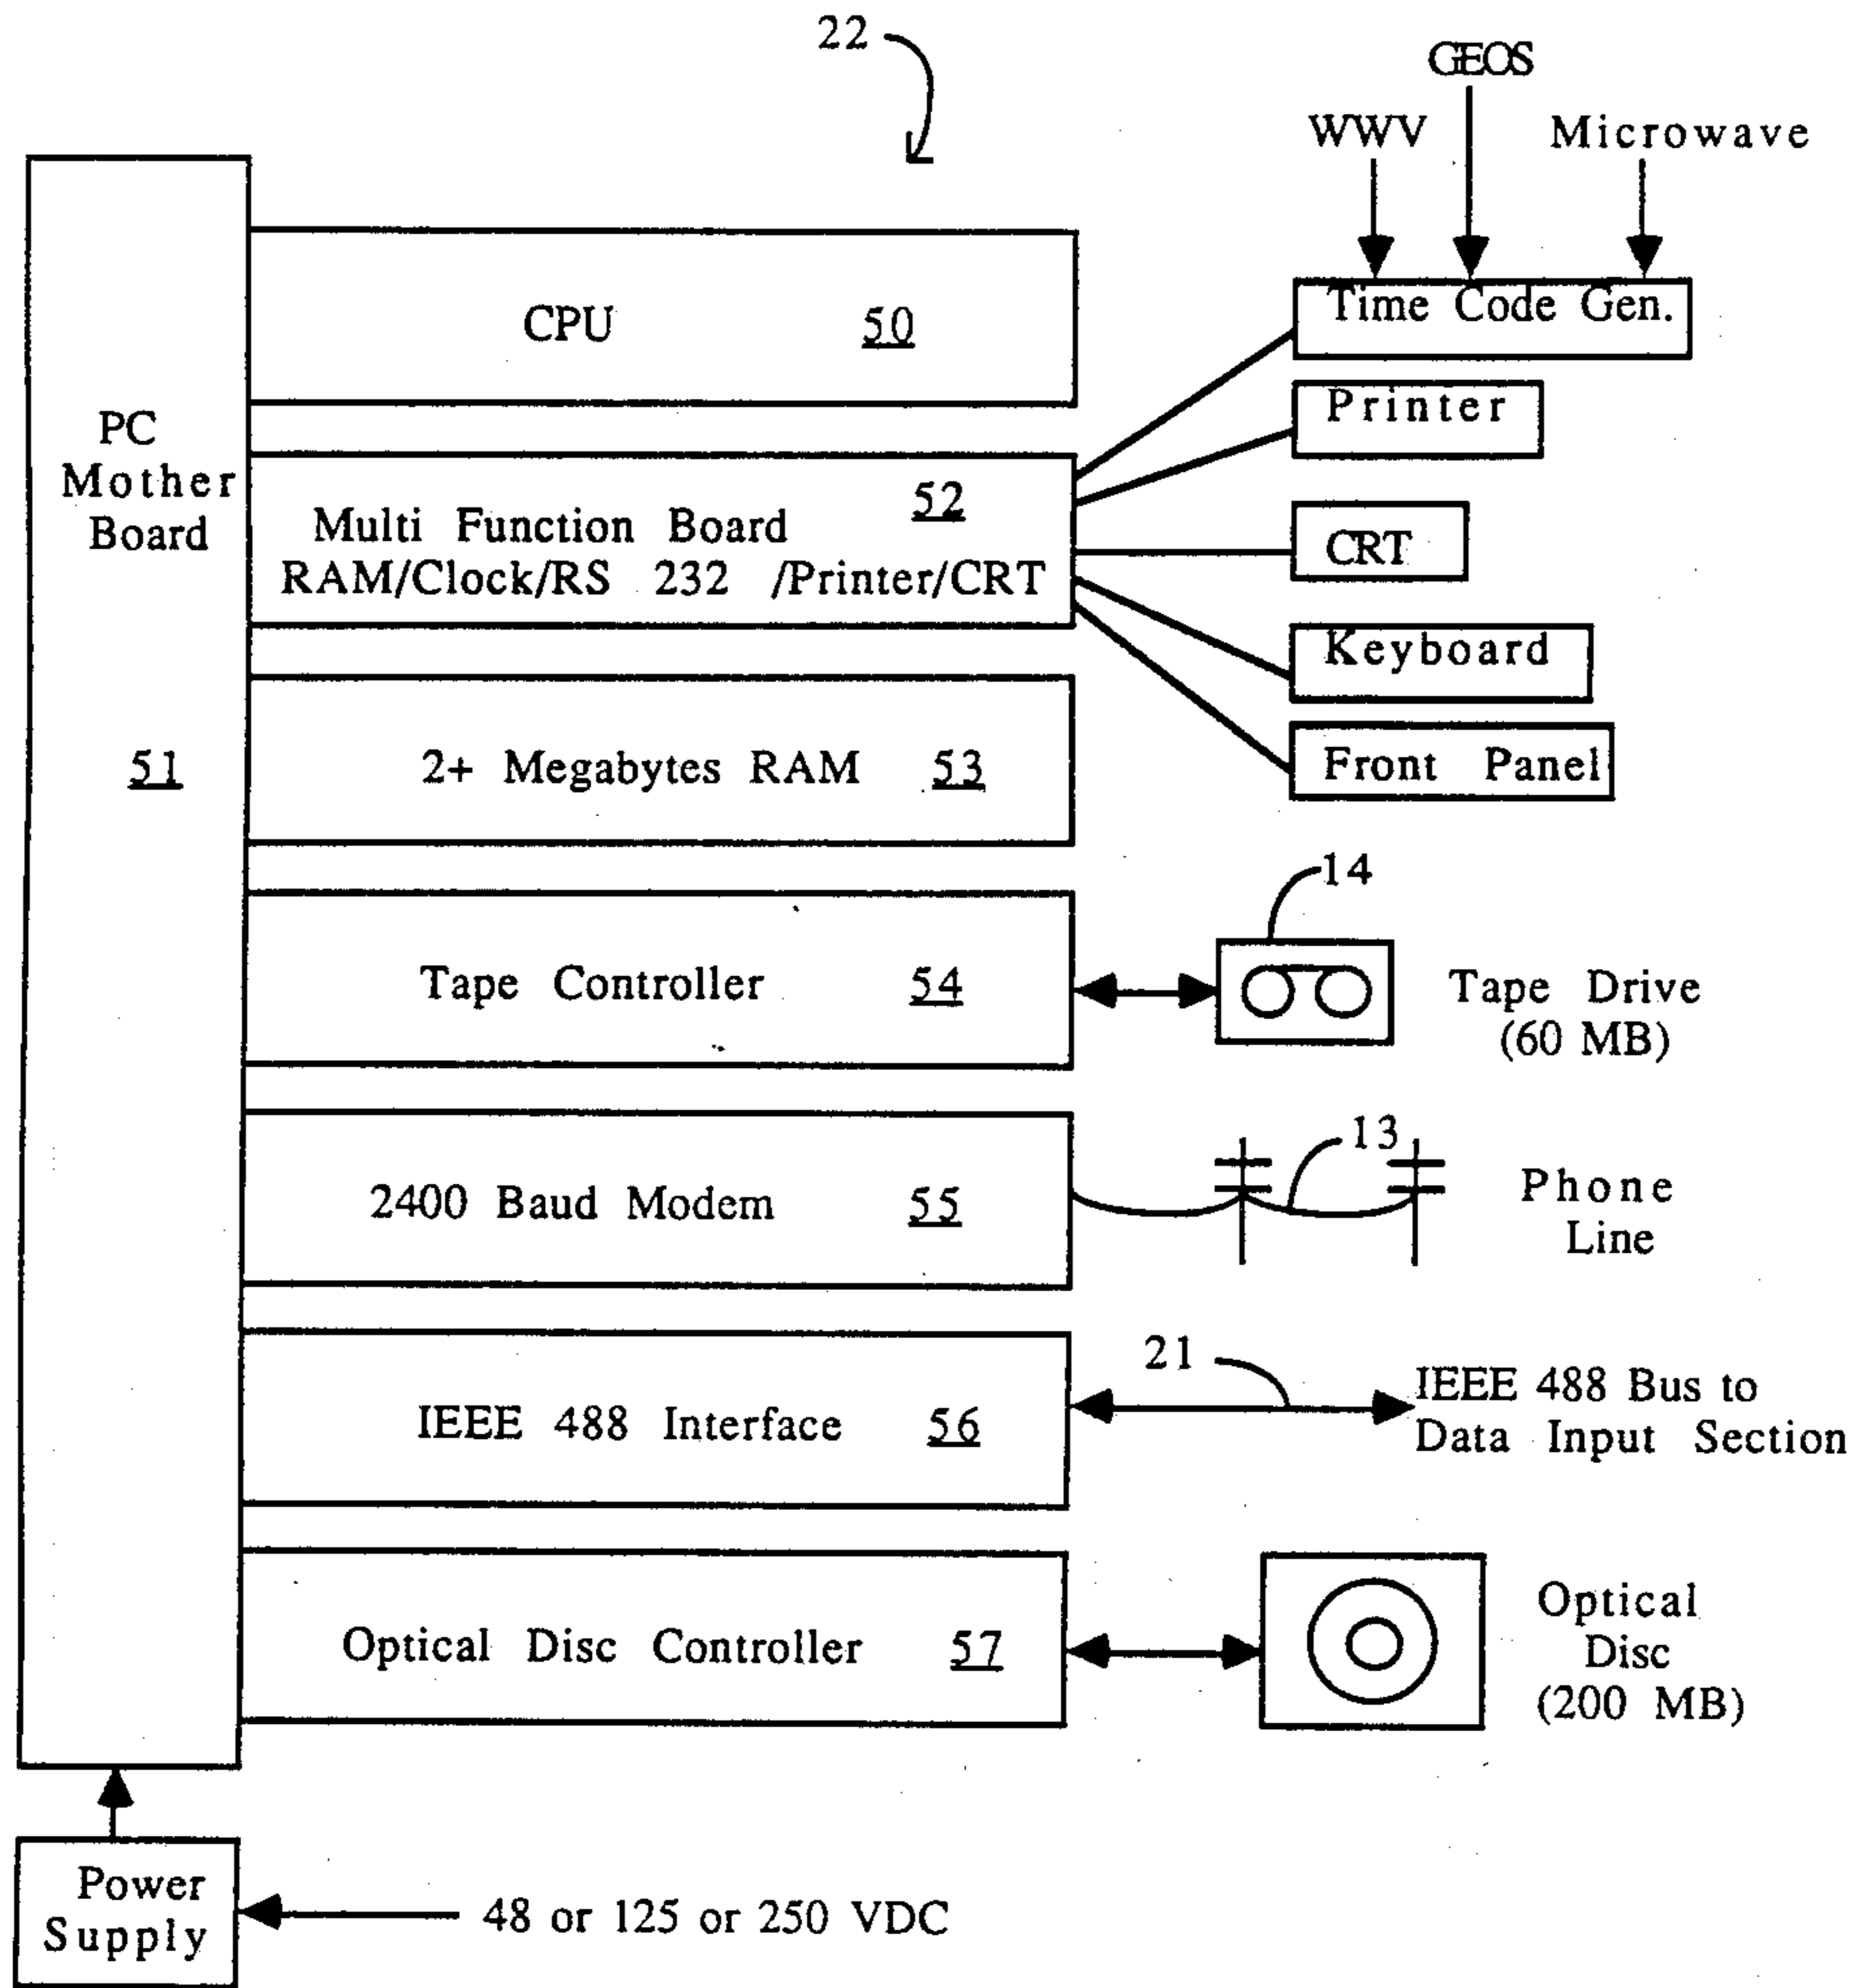 22
GEOS
WWV
Microwave
CPU 50
Time Code Gen.
Printer
PC
Mother
Board
51
52
Multi Function Board
RAM/Clock/RS 232 /Printer/CRT
CRT
Keyboard
Front Panel
2+ Megabytes RAM 53
14
Tape Controller 54
Tape Drive
(60 MB)
13
2400 Baud Modem 55
Phone
Line
21
IEEE 488 Interface 56
IEEE 488 Bus to
Data Input Section
Optical Disc Controller 57
Optical
Disc
(200 MB)
Power
Supply
48 or 125 or 250 VDC